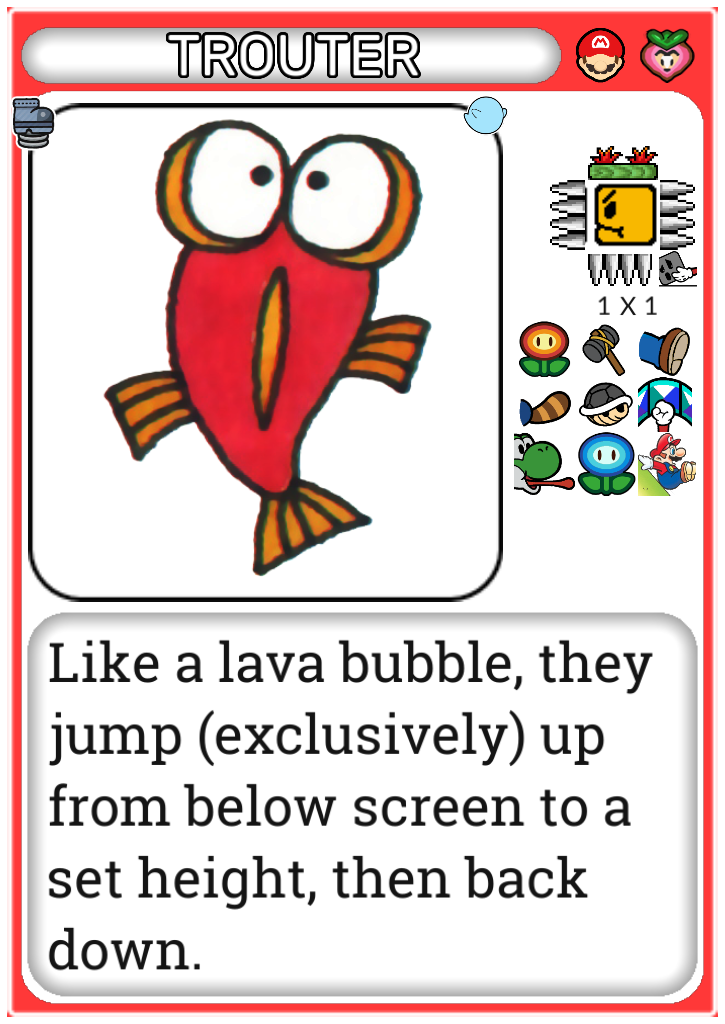 TROUTER
M
1 X 1
Like a lava bubble, they
jump (exclusively) up
from below screen to a
set height, then back
down.